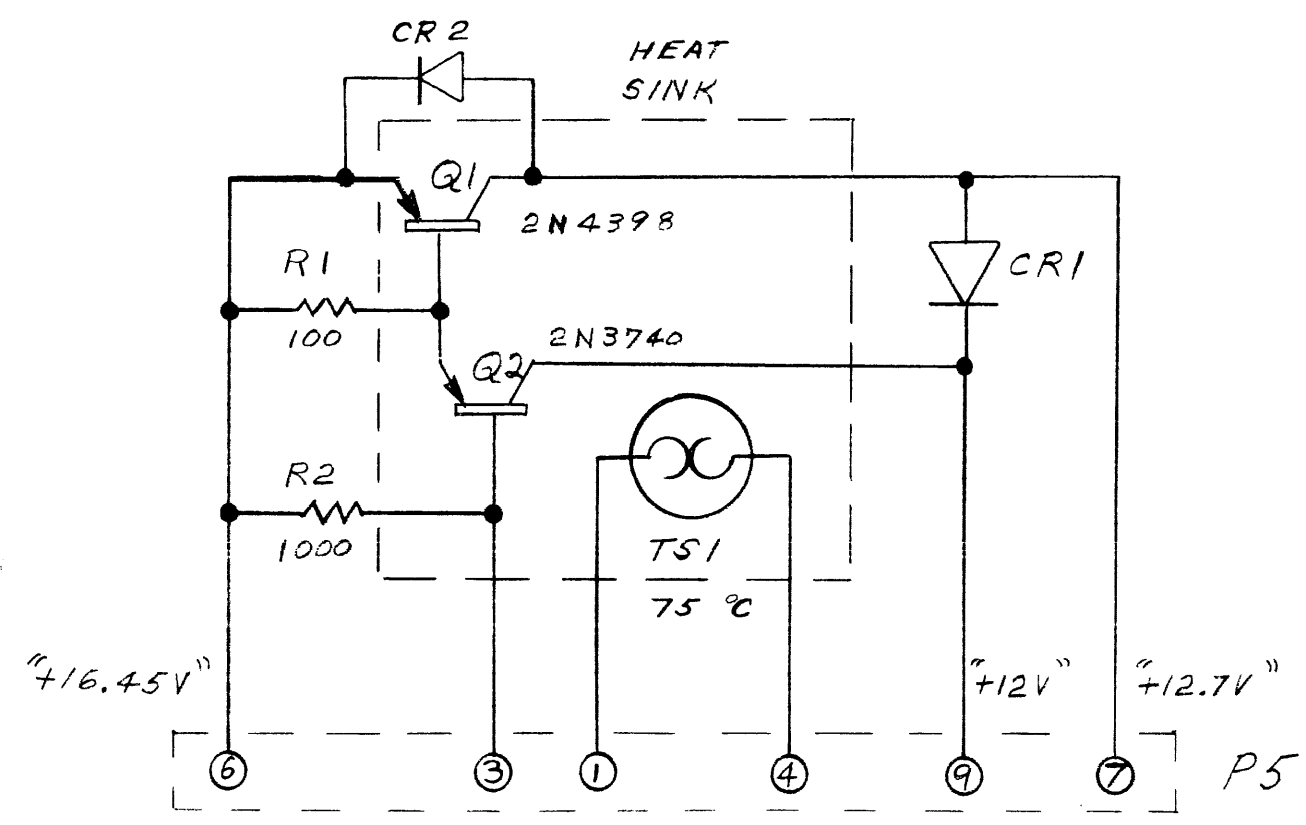 CR 2
HEAT
SINK
Q1
2N4398
R1
100
CR1
2N3740
Q2
R2
1000
TS1
75 °C
"+16.45V"
"+12V"
"+12.7V"
6
3
1
4
9
7
P5